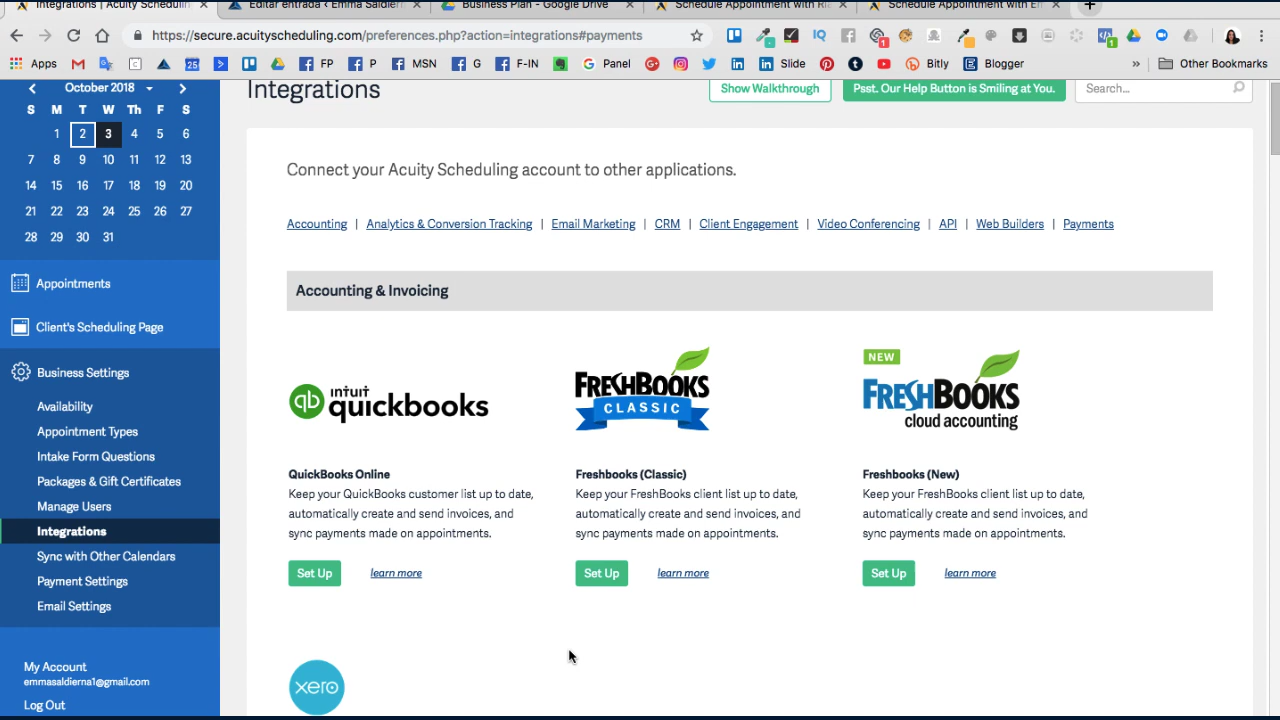 Integrations | Acuity Schedulin
Editar entrada ‹ Emma Saldiern
Business Plan - Google Drive
Schedule Appointment with Ria
Schedule Appointment with Em
https://secure.acuityscheduling.com/preferences.php?action=integrations#payments
Apps
FP
P
MSN
G
F-IN
Panel
Slide
Bitly
Blogger
Other Bookmarks
October 2018
S M T W Th F S
1 2 3 4 5 6
7 8 9 10 11 12 13
14 15 16 17 18 19 20
21 22 23 24 25 26 27
28 29 30 31
Appointments
Client's Scheduling Page
Business Settings
Availability
Appointment Types
Intake Form Questions
Packages & Gift Certificates
Manage Users
Integrations
Sync with Other Calendars
Payment Settings
Email Settings
My Account
emmasaldierna1@gmail.com
Log Out
Integrations
Show Walkthrough
Psst. Our Help Button is Smiling at You.
Search...
Connect your Acuity Scheduling account to other applications.
Accounting | Analytics & Conversion Tracking | Email Marketing | CRM | Client Engagement | Video Conferencing | API | Web Builders | Payments
Accounting & Invoicing
qb intuit
quickbooks
FRESHBOOKS
CLASSIC
NEW
FRESHBOOKS
cloud accounting
QuickBooks Online
Keep your QuickBooks customer list up to date,
automatically create and send invoices, and
sync payments made on appointments.
Set Up
learn more
Freshbooks (Classic)
Keep your FreshBooks client list up to date,
automatically create and send invoices, and
sync payments made on appointments.
Set Up
learn more
Freshbooks (New)
Keep your FreshBooks client list up to date,
automatically create and send invoices, and
sync payments made on appointments.
Set Up
learn more
xero